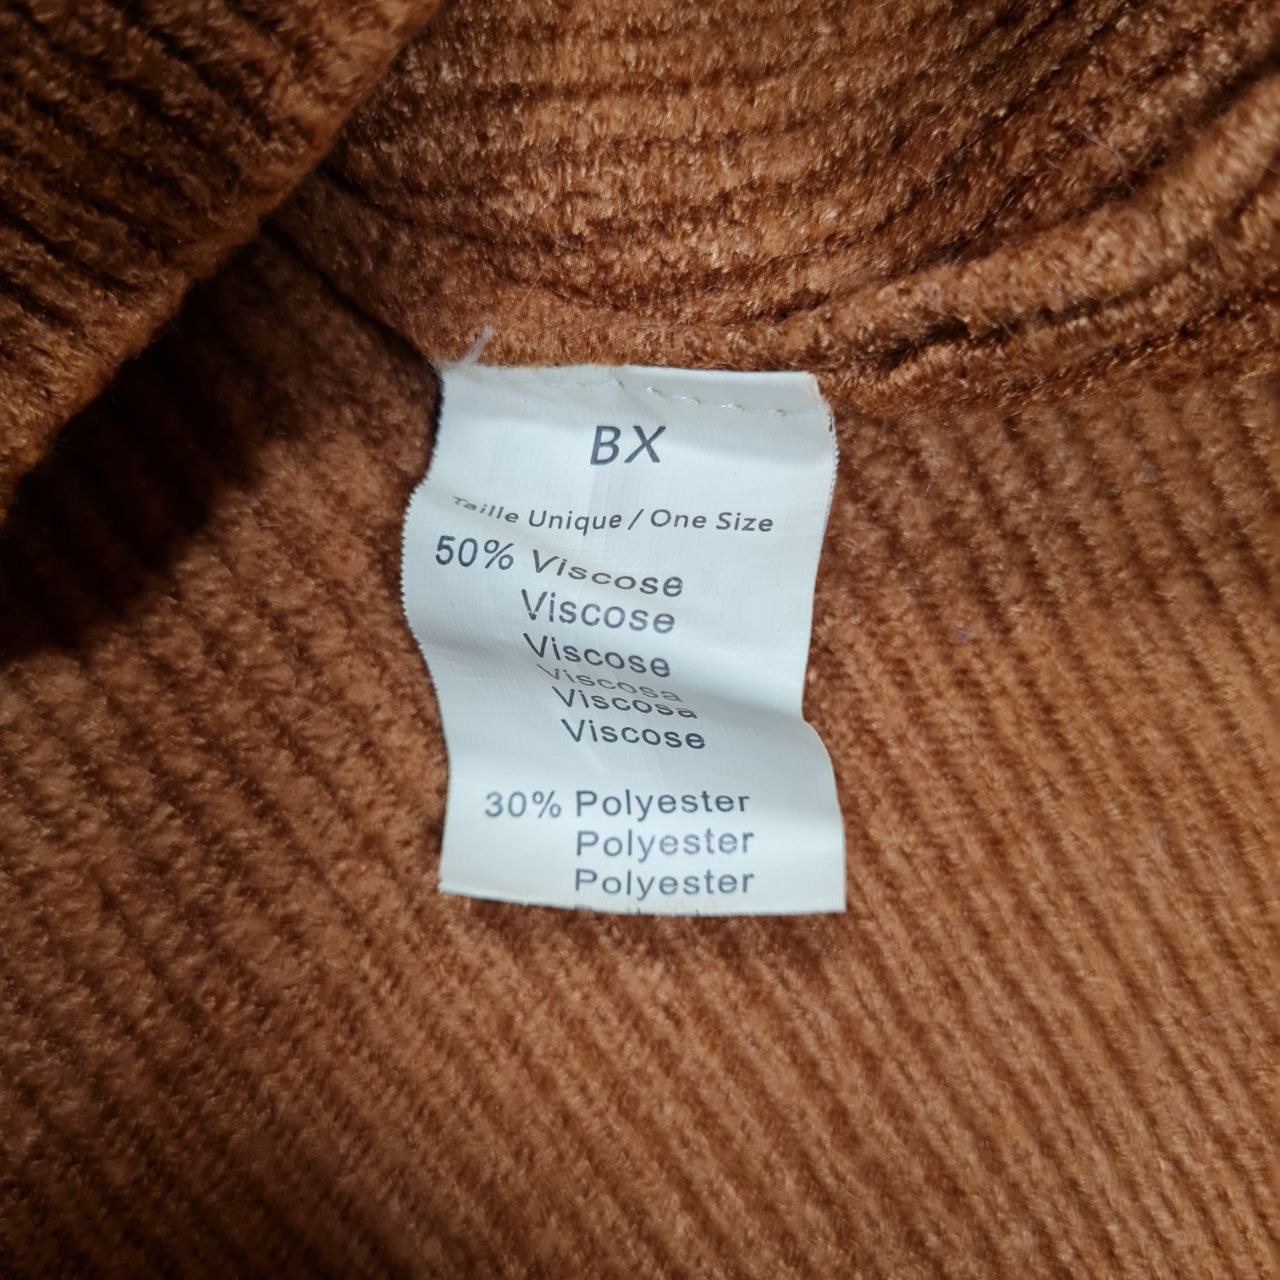 BX
Taille Unique / One Size
50% Viscose
Viscose
Viscose
Viscosa
Viscosa
Viscose
30% Polyester
Polyester
Polyester